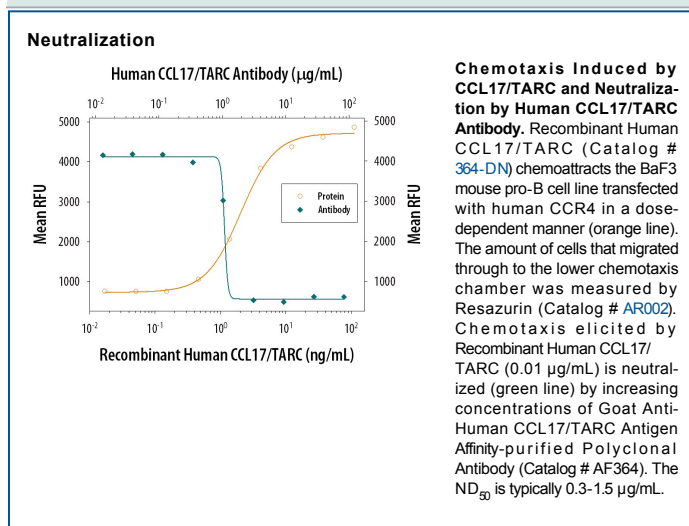 Neutralization
Human CCL17/TARC Antibody (µg/mL)
10-2 10-1 100 101 102
5000
4000
3000
2000
1000
Mean RFU
Protein
Antibody
5000
4000
3000
2000
1000
Mean RFU
10-2 10-1 100 101 102
Recombinant Human CCL17/TARC (ng/mL)
Chemotaxis Induced by
CCL17/TARC and Neutraliza-
tion by Human CCL17/TARC
Antibody. Recombinant Human
CCL17/TARC (Catalog #
364-DN) chemoattracts the BaF3
mouse pro-B cell line transfected
with human CCR4 in a dose-
dependent manner (orange line).
The amount of cells that migrated
through to the lower chemotaxis
chamber was measured by
Resazurin (Catalog # AR002).
Chemotaxis elicited by
Recombinant Human CCL17/
TARC (0.01 µg/mL) is neutral-
ized (green line) by increasing
concentrations of Goat Anti-
Human CCL17/TARC Antigen
Affinity-purified Polyclonal
Antibody (Catalog # AF364). The
ND50 is typically 0.3-1.5 µg/mL.